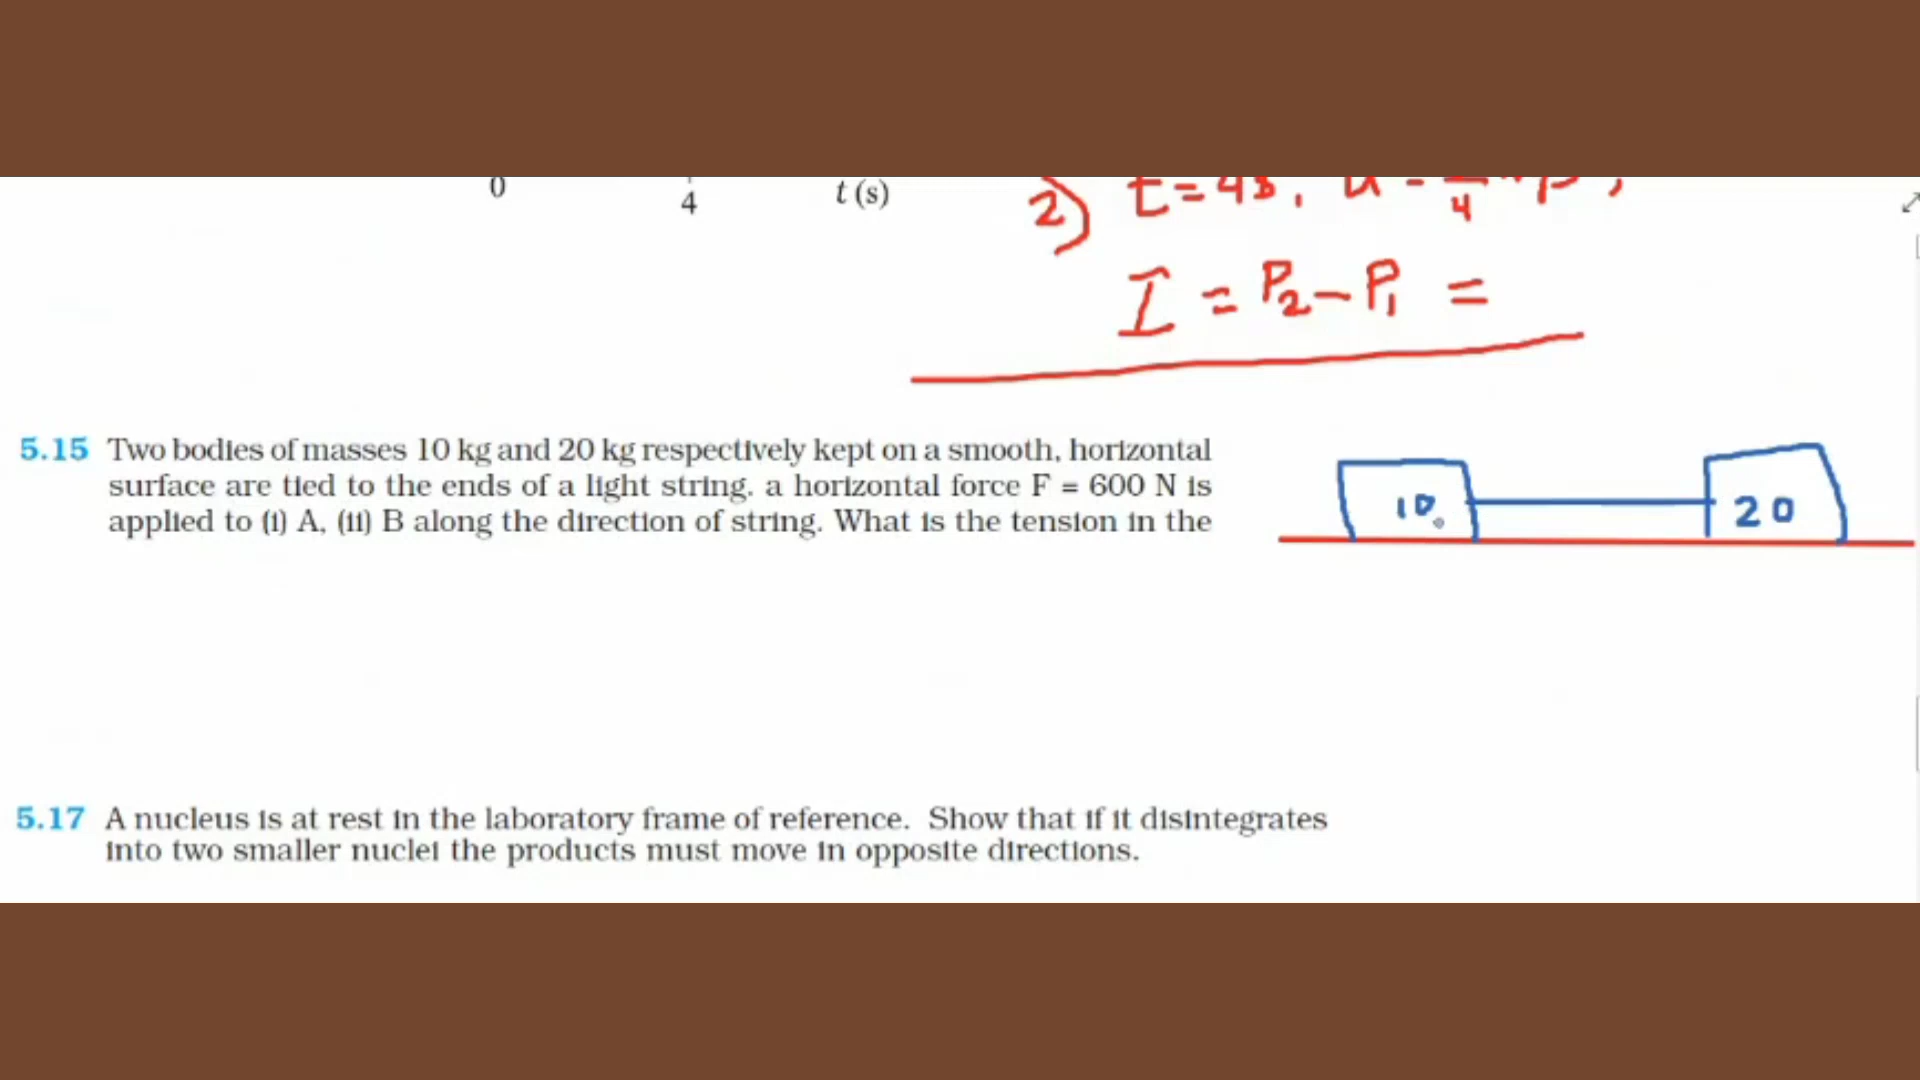 0
4
t (s)
2) t=4s,
4
I = P2 - P1 =
5.15 Two bodies of masses 10 kg and 20 kg respectively kept on a smooth, horizontal
surface are tied to the ends of a light string. a horizontal force F = 600 N is
applied to (i) A, (ii) B along the direction of string. What is the tension in the
10
20
5.17 A nucleus is at rest in the laboratory frame of reference. Show that if it disintegrates
into two smaller nuclei the products must move in opposite directions.